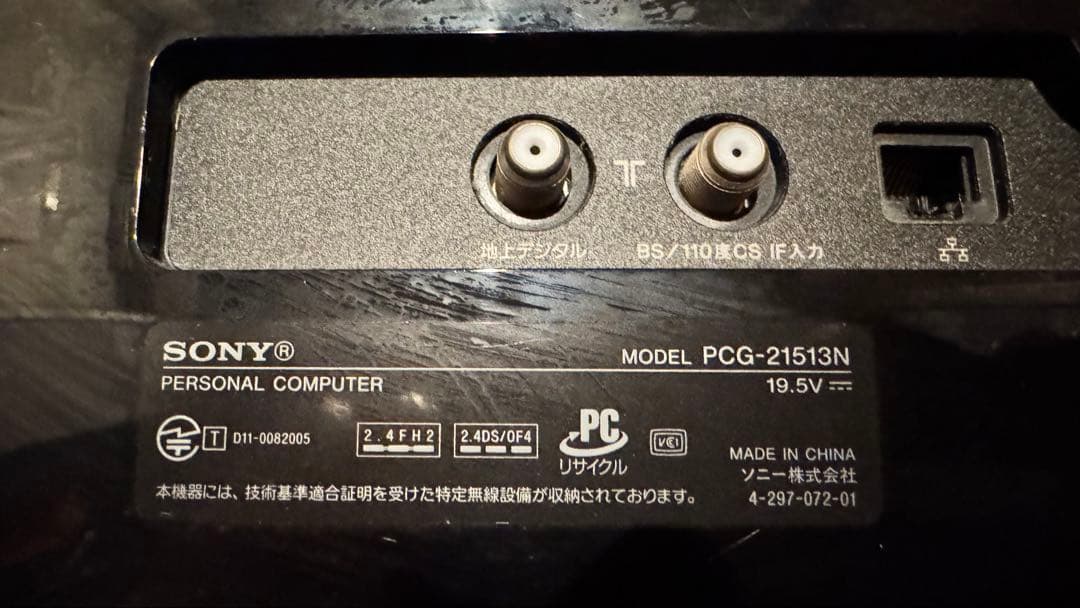 地上デジタル
BS/110度CS IF入力
SONY®
MODEL PCG-21513N
PERSONAL COMPUTER
19.5V
T D11-0082005
2.4FH2
2.4DS/OF4
PC
リサイクル
VCI
MADE IN CHINA
ソニー株式会社
本機器には、技術基準適合証明を受けた特定無線設備が収納されております。
4-297-072-01